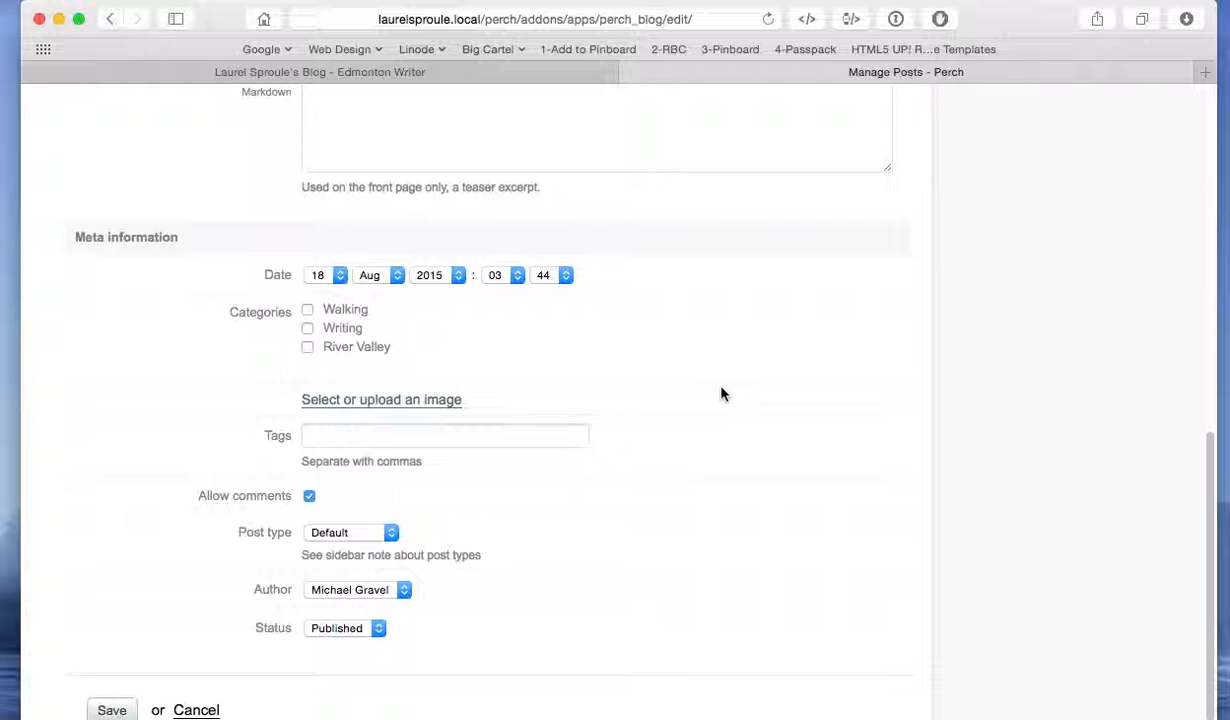 laurelsproule.local/perch/addons/apps/perch_blog/edit/
Google Web Design Linode Big Cartel 1-Add to Pinboard 2-RBC 3-Pinboard 4-Passpack HTML5 UP! R...e Templates
Laurel Sproule's Blog - Edmonton Writer Manage Posts - Perch
Markdown
Used on the front page only, a teaser excerpt.
Meta information
Date 18 Aug 2015 : 03 44
Categories Walking
Writing
River Valley
Select or upload an image
Tags
Separate with commas
Allow comments
Post type Default
See sidebar note about post types
Author Michael Gravel
Status Published
Save or Cancel